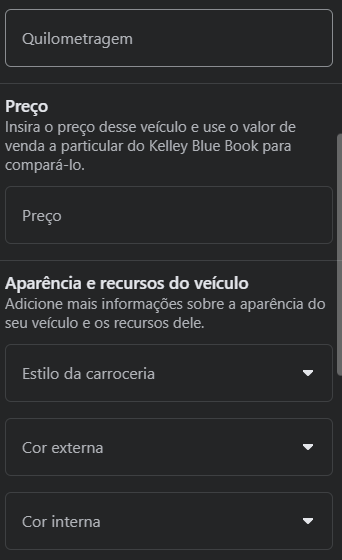 Quilometragem
Preço
Insira o preço desse veículo e use o valor de
venda a particular do Kelley Blue Book para
compará-lo.
Preço
Aparência e recursos do veículo
Adicione mais informações sobre a aparência do
seu veículo e os recursos dele.
Estilo da carroceria
Cor externa
Cor interna